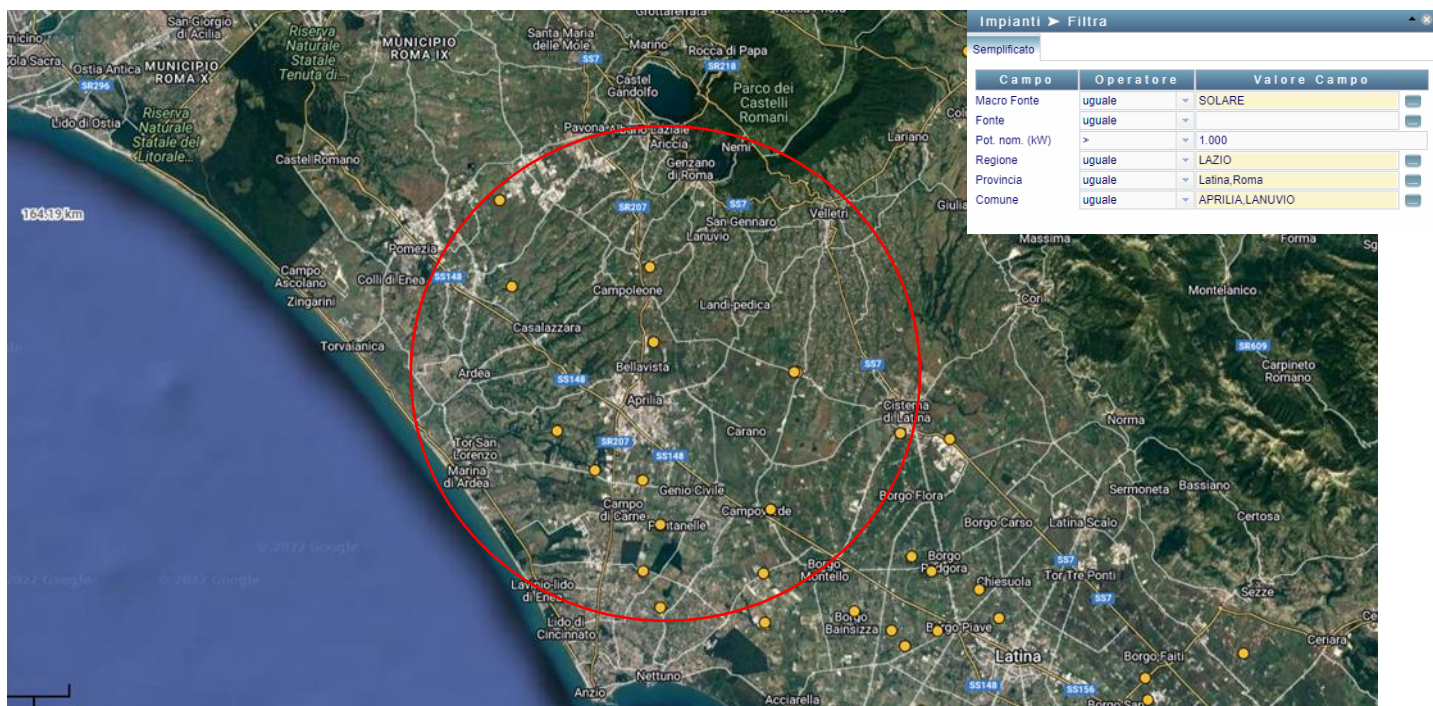 Impianti ➤ Filtra
Semplificato
Campo Operatore Valore Campo
Macro Fonte uguale SOLARE
Fonte uguale
Pot. nom. (kW) > 1.000
Regione uguale LAZIO
Provincia uguale Latina,Roma
Comune uguale APRILIA,LANUVIO
San Giorgio
di Acilia
Riserva
Naturale
Statale
Tenuta di...
MUNICIPIO
ROMA IX
Santa Maria
delle Mole
Grottaferrata
Marino
Rocca di Papa
SS7
SR218
Ostia Antica
MUNICIPIO
ROMA X
SR296
Castel
Gandolfo
Parco dei
Castelli
Romani
Lido di Ostia
Riserva
Naturale
Statale del
Litorale...
Pavona
Albano Laziale
Ariccia
Nemi
Lariano
Castel Romano
Genzano
di Roma
164.19 km
SR207
SS7
San Gennaro
Velletri
Lanuvio
Pomezia
Massima
Forma
Campo
Ascolano
Colli di Enea
SS148
Zingarini
Campoleone
Landi-pedica
Cori
Montelanico
Casalazzara
Torvaianica
SR609
Carpineto
Romano
Ardea
SS148
Bellavista
SS7
Aprilia
Cisterna
di Latina
Norma
Carano
Tor San
Lorenzo
SR207
SS148
Marina
di Ardea
Genio Civile
Borgo Flora
Sermoneta
Bassiano
Campo
di Carne
Campoverde
Borgo Carso
Latina Scalo
Certosa
© 2022 Google
2022 Google
© 2022 Google
Borgo
Montello
Borgo
SS7
Chiesuola
Tor Tre Ponti
Lavinio-lido
di Enea
SS7
Sezze
Lido di
Cincinnato
Borgo
Bainsizza
Borgo Piave
Ceriara
Latina
Borgo Faiti
Nettuno
SS148
SS156
Anzio
Acciarella